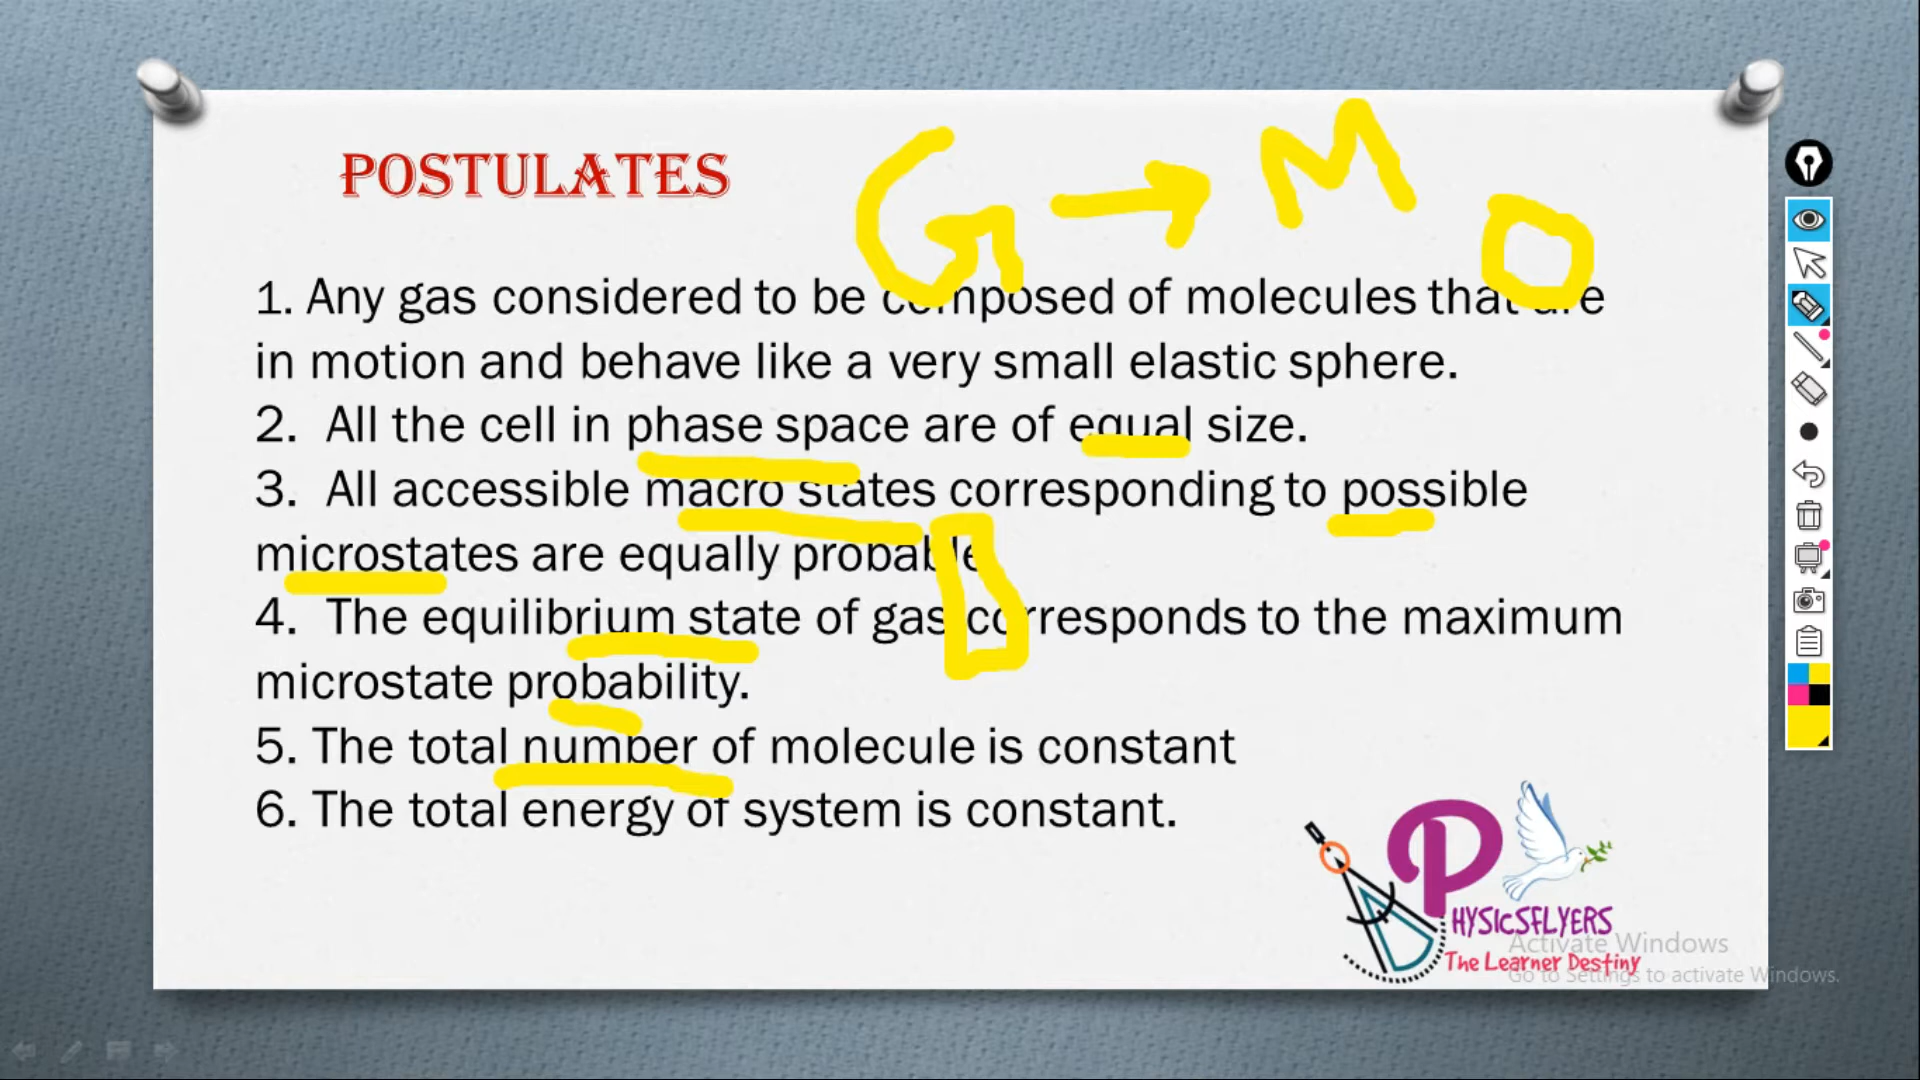 POSTULATES
G → M
O
1. Any gas considered to be composed of molecules that are
in motion and behave like a very small elastic sphere.
2. All the cell in phase space are of equal size.
3. All accessible macro states corresponding to possible
microstates are equally probable
4. The equilibrium state of gas corresponds to the maximum
microstate probability.
5. The total number of molecule is constant
6. The total energy of system is constant.
PHYSICSFLYERS
The Learner Destiny
Activate Windows
Go to Settings to activate Windows.